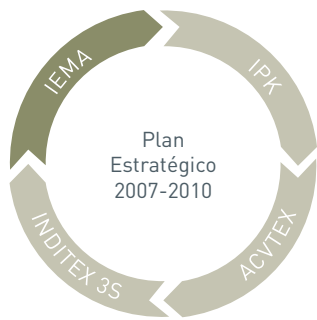 IEMA
IPK
Plan
Estratégico
2007-2010
INDITEX 3S
ACVTEX